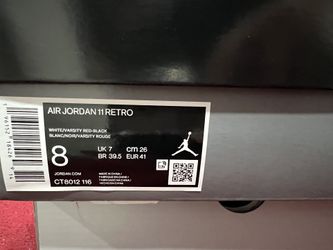 AIR JORDAN 11 RETRO
WHITE/VARSITY RED-BLACK
BLANC/NOIR/VARSITY ROUGE
8
UK 7 cm 26
BR 39.5 EUR 41
JORDAN.COM
CT8012 116
MADE IN CHINA